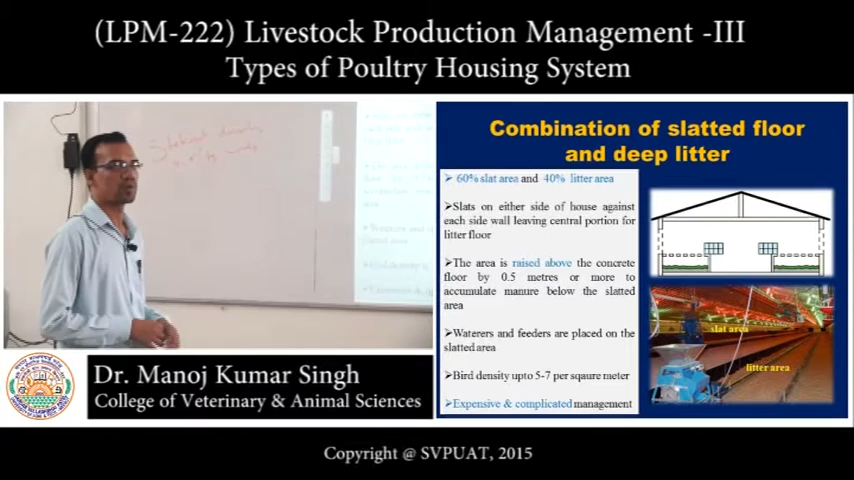 (LPM-222) Livestock Production Management -III
Types of Poultry Housing System
Combination of slatted floor
and deep litter
➢ 60% slat area and 40% litter area
➢Slats on either side of house against
each side wall leaving central portion for
litter floor
➢The area is raised above the concrete
floor by 0.5 metres or more to
accumulate manure below the slatted
area
➢Waterers and feeders are placed on the
slatted area
➢Bird density upto 5-7 per sqaure meter
➢Expensive & complicated management
slat area
litter area
Dr. Manoj Kumar Singh
College of Veterinary & Animal Sciences
Copyright @ SVPUAT, 2015